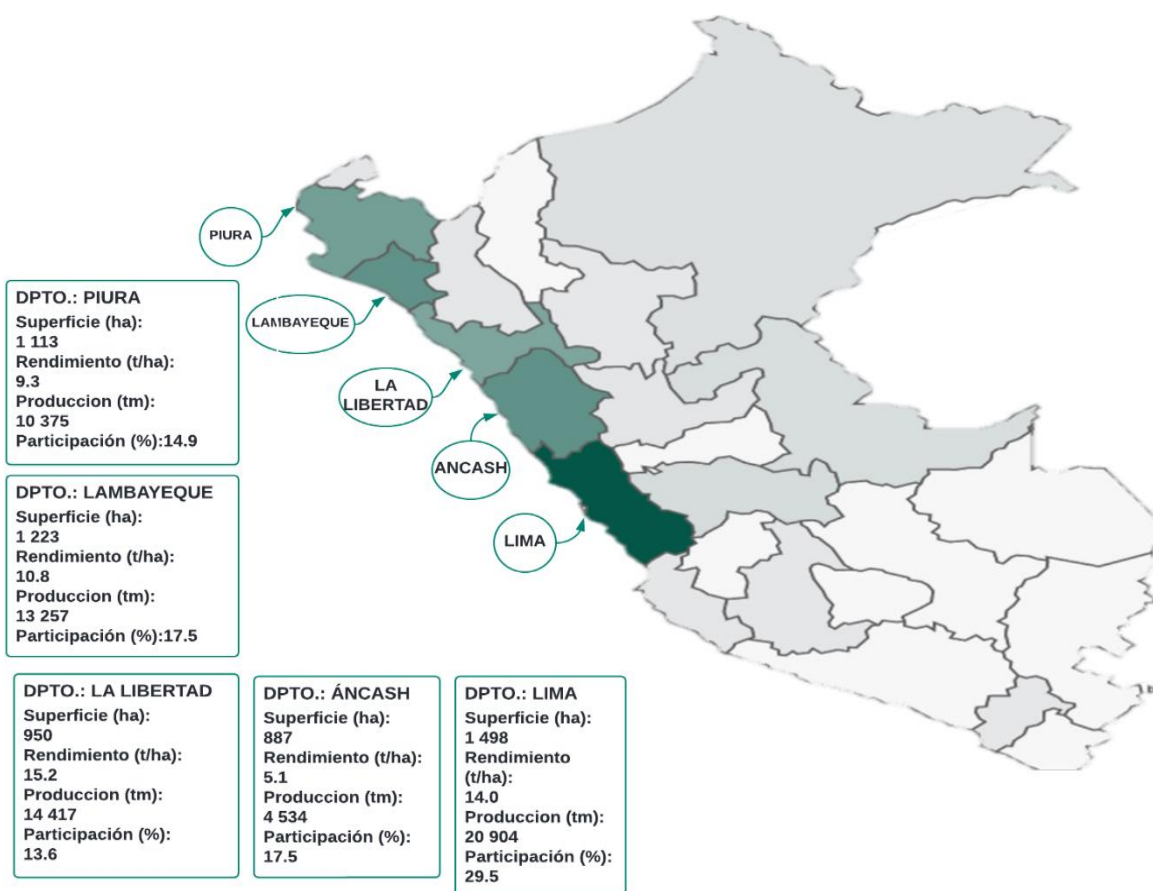 PIURA
LAMBAYEQUE
LA
LIBERTAD
ANCASH
LIMA
DPTO.: PIURA
Superficie (ha):
1 113
Rendimiento (t/ha):
9.3
Produccion (tm):
10 375
Participación (%):14.9
DPTO.: LAMBAYEQUE
Superficie (ha):
1 223
Rendimiento (t/ha):
10.8
Produccion (tm):
13 257
Participación (%):17.5
DPTO.: LA LIBERTAD
Superficie (ha):
950
Rendimiento (t/ha):
15.2
Produccion (tm):
14 417
Participación (%):
13.6
DPTO.: ÁNCASH
Superficie (ha):
887
Rendimiento (t/ha):
5.1
Produccion (tm):
4 534
Participación (%):
17.5
DPTO.: LIMA
Superficie (ha):
1 498
Rendimiento
(t/ha):
14.0
Produccion (tm):
20 904
Participación (%):
29.5